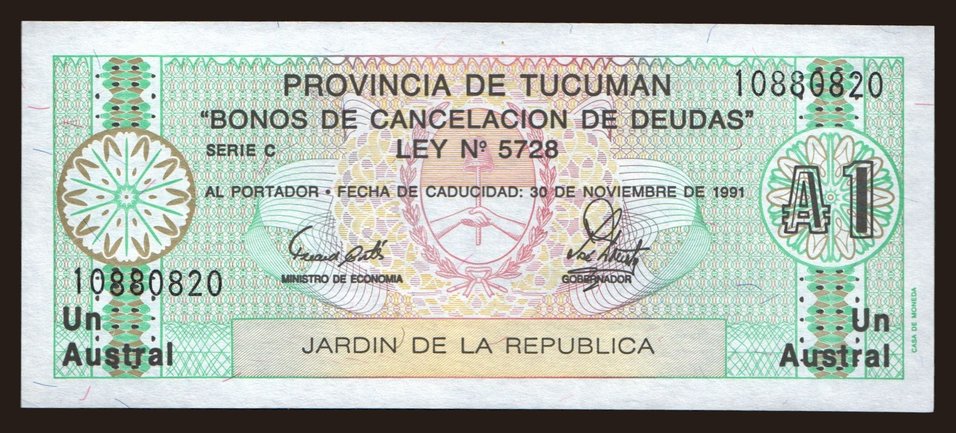 PROVINCIA DE TUCUMAN
10880820
"BONOS DE CANCELACION DE DEUDAS"
SERIE C
LEY Nº 5728
AL PORTADOR • FECHA DE CADUCIDAD: 30 DE NOVIEMBRE DE 1991
A 1
MINISTRO DE ECONOMIA
GOBERNADOR
10880820
Un
Austral
Un
Austral
JARDIN DE LA REPUBLICA
CASA DE MONEDA